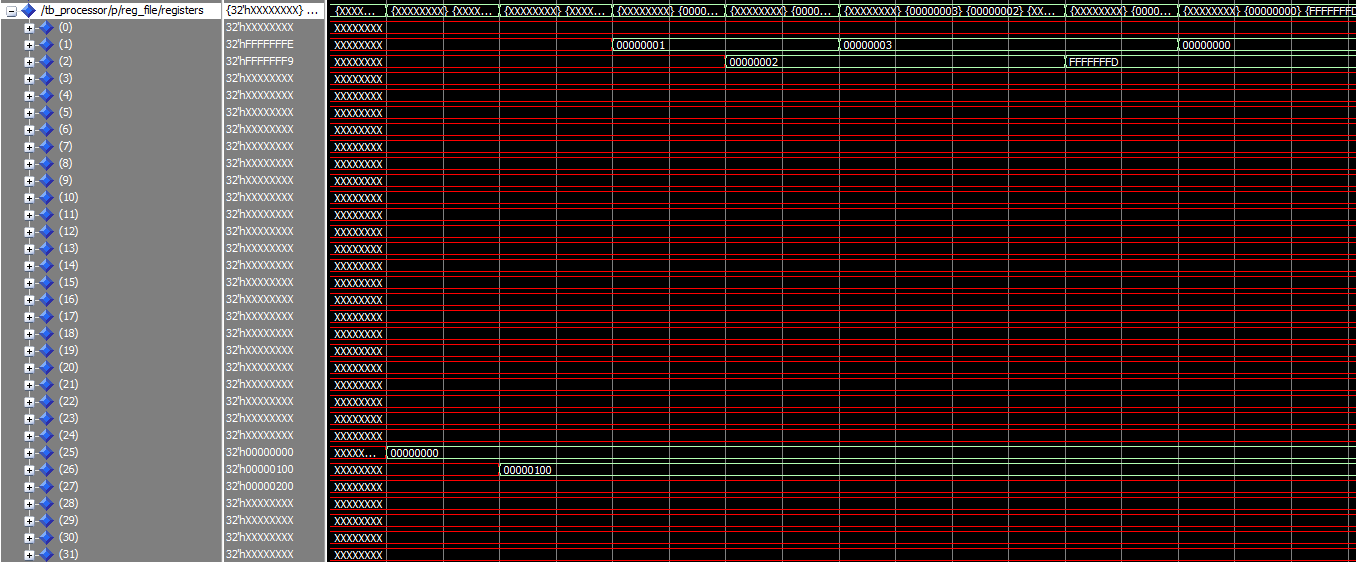 /tb_processor/p/reg_file/registers {32'hXXXXXXXX} ... {XXXX... {XXXXXXXX} {XXXX... {XXXXXXXX} {XXXX... {XXXXXXXX} {0000... {XXXXXXXX} {0000... {XXXXXXXX} {00000003} {00000002} {XX... {XXXXXXXX} {0000... {XXXXXXXX} {00000000} {FFFFFFFD
(0) 32'hXXXXXXXX XXXXXXXX
(1) 32'hFFFFFFFE XXXXXXXX 00000001 00000003 00000000
(2) 32'hFFFFFFF9 XXXXXXXX 00000002 FFFFFFFD
(3) 32'hXXXXXXXX XXXXXXXX
(4) 32'hXXXXXXXX XXXXXXXX
(5) 32'hXXXXXXXX XXXXXXXX
(6) 32'hXXXXXXXX XXXXXXXX
(7) 32'hXXXXXXXX XXXXXXXX
(8) 32'hXXXXXXXX XXXXXXXX
(9) 32'hXXXXXXXX XXXXXXXX
(10) 32'hXXXXXXXX XXXXXXXX
(11) 32'hXXXXXXXX XXXXXXXX
(12) 32'hXXXXXXXX XXXXXXXX
(13) 32'hXXXXXXXX XXXXXXXX
(14) 32'hXXXXXXXX XXXXXXXX
(15) 32'hXXXXXXXX XXXXXXXX
(16) 32'hXXXXXXXX XXXXXXXX
(17) 32'hXXXXXXXX XXXXXXXX
(18) 32'hXXXXXXXX XXXXXXXX
(19) 32'hXXXXXXXX XXXXXXXX
(20) 32'hXXXXXXXX XXXXXXXX
(21) 32'hXXXXXXXX XXXXXXXX
(22) 32'hXXXXXXXX XXXXXXXX
(23) 32'hXXXXXXXX XXXXXXXX
(24) 32'hXXXXXXXX XXXXXXXX
(25) 32'h00000000 XXXXX... 00000000
(26) 32'h00000100 XXXXXXXX 00000100
(27) 32'h00000200 XXXXXXXX
(28) 32'hXXXXXXXX XXXXXXXX
(29) 32'hXXXXXXXX XXXXXXXX
(30) 32'hXXXXXXXX XXXXXXXX
(31) 32'hXXXXXXXX XXXXXXXX